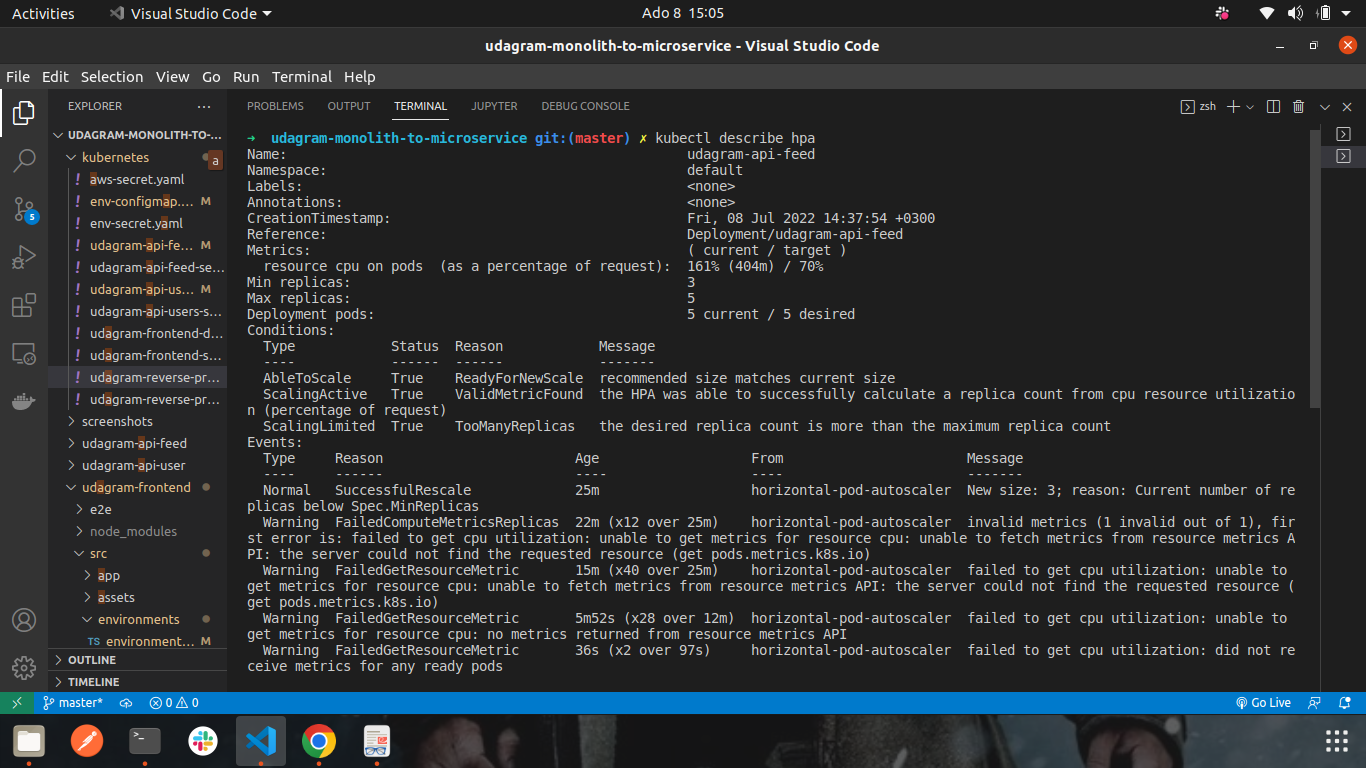 Activities
Visual Studio Code
Ado 8 15:05
udagram-monolith-to-microservice - Visual Studio Code
File Edit Selection View Go Run Terminal Help
EXPLORER
PROBLEMS OUTPUT TERMINAL JUPYTER DEBUG CONSOLE
zsh
UDAGRAM-MONOLITH-TO-...
kubernetes
a
! aws-secret.yaml
! env-configmap.... M
! env-secret.yaml
! udagram-api-fe... M
! udagram-api-feed-se...
! udagram-api-us... M
! udagram-api-users-s...
! udagram-frontend-d...
! udagram-frontend-s...
! udagram-reverse-pr...
! udagram-reverse-pr...
screenshots
udagram-api-feed
udagram-api-user
udagram-frontend
e2e
node_modules
src
app
assets
environments
TS environment... M
OUTLINE
TIMELINE
5
➜ udagram-monolith-to-microservice git:(master) ✗ kubectl describe hpa
Name: udagram-api-feed
Namespace: default
Labels: <none>
Annotations: <none>
CreationTimestamp: Fri, 08 Jul 2022 14:37:54 +0300
Reference: Deployment/udagram-api-feed
Metrics: ( current / target )
resource cpu on pods (as a percentage of request): 161% (404m) / 70%
Min replicas: 3
Max replicas: 5
Deployment pods: 5 current / 5 desired
Conditions:
Type Status Reason Message
---- ------ ------ -------
AbleToScale True ReadyForNewScale recommended size matches current size
ScalingActive True ValidMetricFound the HPA was able to successfully calculate a replica count from cpu resource utilizatio
n (percentage of request)
ScalingLimited True TooManyReplicas the desired replica count is more than the maximum replica count
Events:
Type Reason Age From Message
---- ------ ---- ---- -------
Normal SuccessfulRescale 25m horizontal-pod-autoscaler New size: 3; reason: Current number of re
plicas below Spec.MinReplicas
Warning FailedComputeMetricsReplicas 22m (x12 over 25m) horizontal-pod-autoscaler invalid metrics (1 invalid out of 1), fir
st error is: failed to get cpu utilization: unable to get metrics for resource cpu: unable to fetch metrics from resource metrics A
PI: the server could not find the requested resource (get pods.metrics.k8s.io)
Warning FailedGetResourceMetric 15m (x40 over 25m) horizontal-pod-autoscaler failed to get cpu utilization: unable to
get metrics for resource cpu: unable to fetch metrics from resource metrics API: the server could not find the requested resource (
get pods.metrics.k8s.io)
Warning FailedGetResourceMetric 5m52s (x28 over 12m) horizontal-pod-autoscaler failed to get cpu utilization: unable to
get metrics for resource cpu: no metrics returned from resource metrics API
Warning FailedGetResourceMetric 36s (x2 over 97s) horizontal-pod-autoscaler failed to get cpu utilization: did not re
ceive metrics for any ready pods
master* 0 0
Go Live